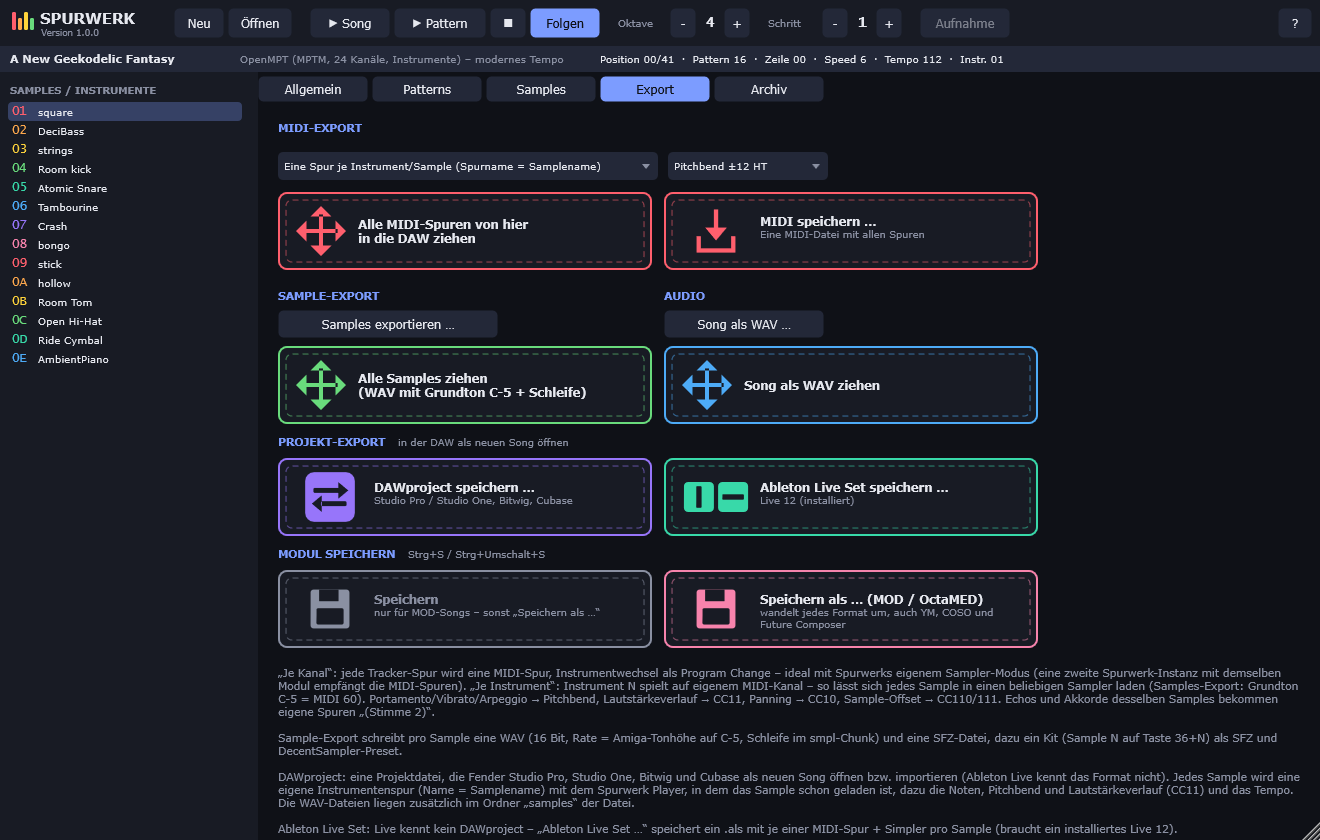 SPURWERK
Version 1.0.0
Neu
Öffnen
Song
Pattern
Folgen
Oktave
- 4 +
Schritt
- 1 +
Aufnahme
?
A New Geekodelic Fantasy
OpenMPT (MPTM, 24 Kanäle, Instrumente) – modernes Tempo
Position 00/41 · Pattern 16 · Zeile 00 · Speed 6 · Tempo 112 · Instr. 01
SAMPLES / INSTRUMENTE
01 square
02 DeciBass
03 strings
04 Room kick
05 Atomic Snare
06 Tambourine
07 Crash
08 bongo
09 stick
0A hollow
0B Room Tom
0C Open Hi-Hat
0D Ride Cymbal
0E AmbientPiano
Allgemein
Patterns
Samples
Export
Archiv
MIDI-EXPORT
Eine Spur je Instrument/Sample (Spurname = Samplename)
Pitchbend ±12 HT
Alle MIDI-Spuren von hier
in die DAW ziehen
MIDI speichern ...
Eine MIDI-Datei mit allen Spuren
SAMPLE-EXPORT
AUDIO
Samples exportieren ...
Song als WAV ...
Alle Samples ziehen
(WAV mit Grundton C-5 + Schleife)
Song als WAV ziehen
PROJEKT-EXPORT
in der DAW als neuen Song öffnen
DAWproject speichern ...
Studio Pro / Studio One, Bitwig, Cubase
Ableton Live Set speichern ...
Live 12 (installiert)
MODUL SPEICHERN
Strg+S / Strg+Umschalt+S
Speichern
nur für MOD-Songs – sonst „Speichern als ...“
Speichern als ... (MOD / OctaMED)
wandelt jedes Format um, auch YM, COSO und
Future Composer
„Je Kanal“: jede Tracker-Spur wird eine MIDI-Spur, Instrumentwechsel als Program Change – ideal mit Spurwerks eigenem Sampler-Modus (eine zweite Spurwerk-Instanz mit demselben
Modul empfängt die MIDI-Spuren). „Je Instrument“: Instrument N spielt auf eigenem MIDI-Kanal – so lässt sich jedes Sample in einen beliebigen Sampler laden (Samples-Export: Grundton
C-5 = MIDI 60). Portamento/Vibrato/Arpeggio → Pitchbend, Lautstärkeverlauf → CC11, Panning → CC10, Sample-Offset → CC110/111. Echos und Akkorde desselben Samples bekommen
eigene Spuren „(Stimme 2)“.
Sample-Export schreibt pro Sample eine WAV (16 Bit, Rate = Amiga-Tonhöhe auf C-5, Schleife im smpl-Chunk) und eine SFZ-Datei, dazu ein Kit (Sample N auf Taste 36+N) als SFZ und
DecentSampler-Preset.
DAWproject: eine Projektdatei, die Fender Studio Pro, Studio One, Bitwig und Cubase als neuen Song öffnen bzw. importieren (Ableton Live kennt das Format nicht). Jedes Sample wird eine
eigene Instrumentenspur (Name = Samplename) mit dem Spurwerk Player, in dem das Sample schon geladen ist, dazu die Noten, Pitchbend und Lautstärkeverlauf (CC11) und das Tempo.
Die WAV-Dateien liegen zusätzlich im Ordner „samples“ der Datei.
Ableton Live Set: Live kennt kein DAWproject – „Ableton Live Set ...“ speichert ein .als mit je einer MIDI-Spur + Simpler pro Sample (braucht ein installiertes Live 12).